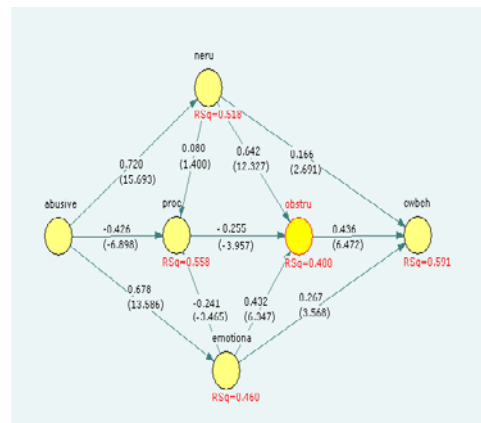 neru
RSq=0.518
0.080
(1.400)
0.642
(12.327)
0.166
(2.691)
0.720
(15.693)
abusive
proc
obstru
cwboh
-0.426
(-6.898)
-0.255
(-3.957)
0.436
(6.472)
RSq=0.558
RSq=0.400
RSq=0.591
0.678
(13.586)
-0.241
(-3.465)
0.432
(6.347)
0.267
(3.568)
emotiona
RSq=0.460